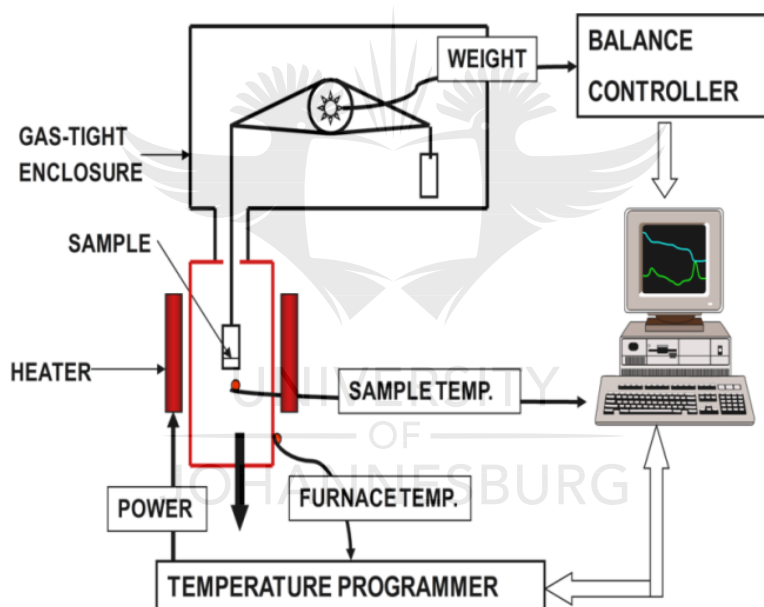 WEIGHT
BALANCE
CONTROLLER
GAS-TIGHT
ENCLOSURE
SAMPLE
HEATER
SAMPLE TEMP.
UNIVERSITY
OF
JOHANNESBURG
POWER
FURNACE TEMP.
TEMPERATURE PROGRAMMER